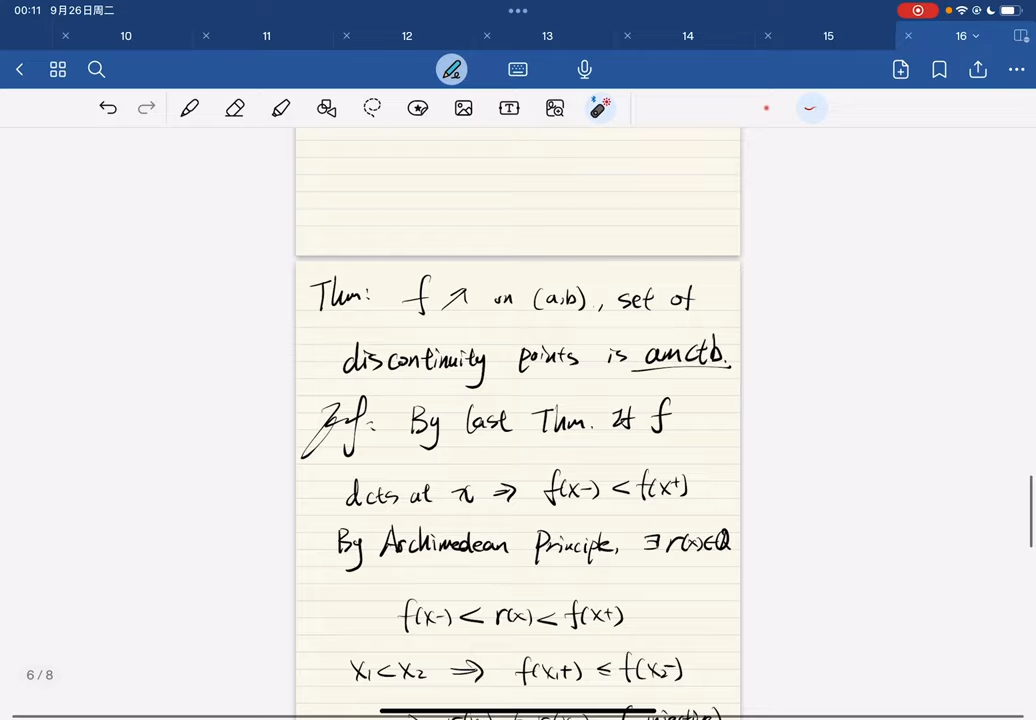 00:11 9月26日周二
10 11 12 13 14 15 16
Thm: f ↗ on (a,b), set of
discontinuity points is amctb.
Pf: By last Thm. If f
dcts at x ⇒ f(x-) < f(x+)
By Archimedean Principle, ∃ r(x)∈Q
f(x-) < r(x) < f(x+)
x₁ < x₂ ⇒ f(x₁+) ≤ f(x₂-)
6 / 8